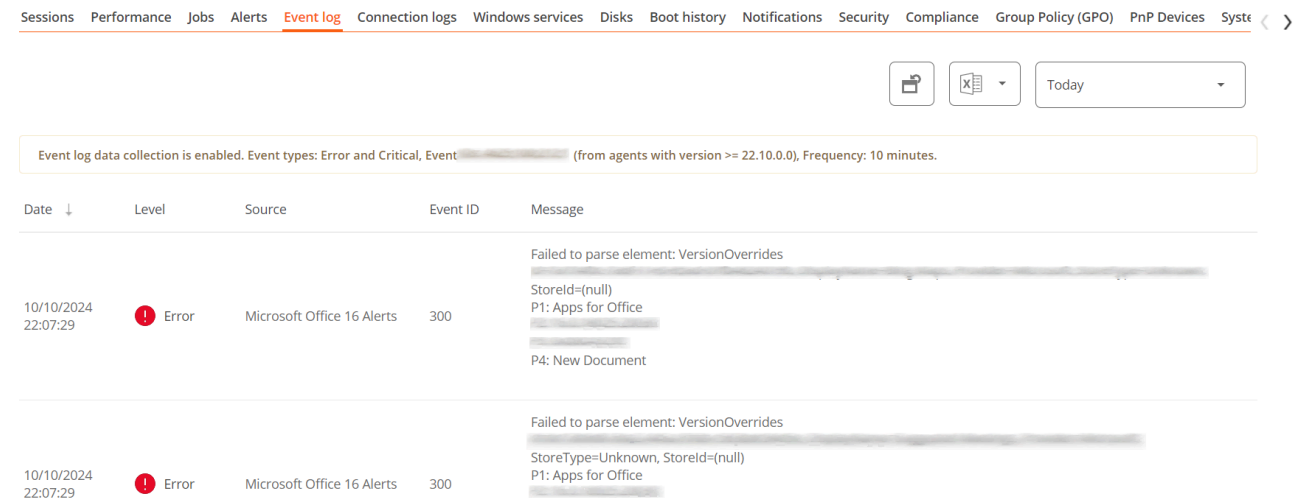 Sessions Performance Jobs Alerts Event log Connection logs Windows services Disks Boot history Notifications Security Compliance Group Policy (GPO) PnP Devices Syste
Today
Event log data collection is enabled. Event types: Error and Critical, Event (from agents with version >= 22.10.0.0), Frequency: 10 minutes.
Date ↓ Level Source Event ID Message
Failed to parse element: VersionOverrides
StoreId=(null)
P1: Apps for Office
10/10/2024
22:07:29
Error Microsoft Office 16 Alerts 300
P4: New Document
Failed to parse element: VersionOverrides
StoreType=Unknown, StoreId=(null)
P1: Apps for Office
10/10/2024
22:07:29
Error Microsoft Office 16 Alerts 300